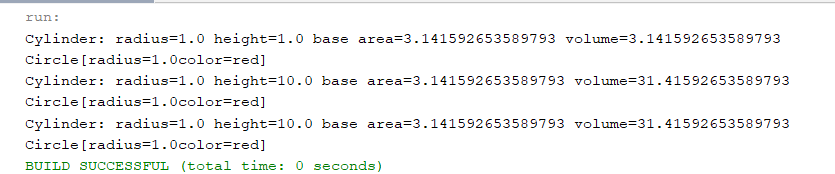 run:
Cylinder: radius=1.0 height=1.0 base area=3.141592653589793 volume=3.141592653589793
Circle[radius=1.0color=red]
Cylinder: radius=1.0 height=10.0 base area=3.141592653589793 volume=31.41592653589793
Circle[radius=1.0color=red]
Cylinder: radius=1.0 height=10.0 base area=3.141592653589793 volume=31.41592653589793
Circle[radius=1.0color=red]
BUILD SUCCESSFUL (total time: 0 seconds)